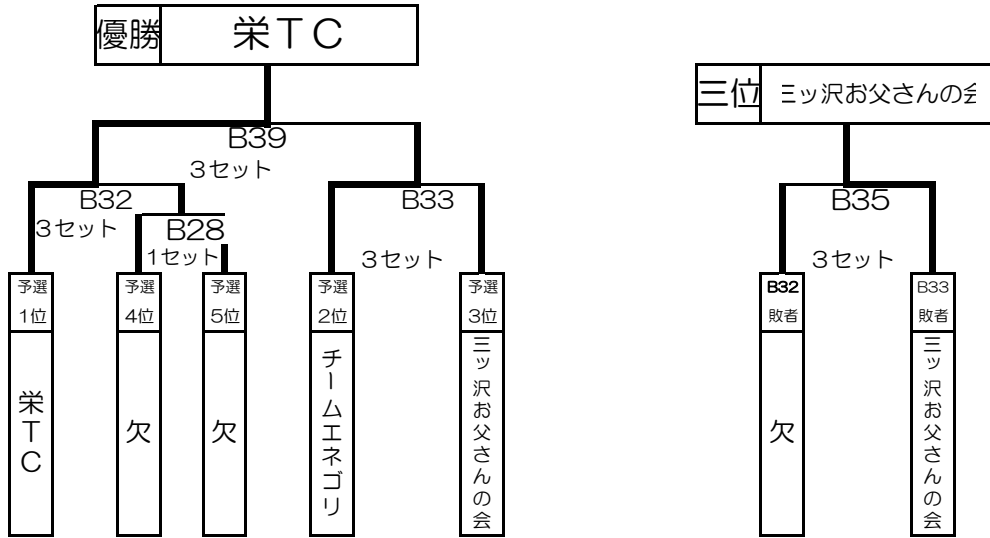 優勝 栄ＴＣ
三位 三ッ沢お父さんの会
B39
３セット
B32
３セット
B28
１セット
B33
３セット
B35
３セット
予選
1位
栄ＴＣ
予選
4位
欠
予選
5位
欠
予選
2位
チームエネゴリ
予選
3位
三ッ沢お父さんの会
B32
敗者
欠
B33
敗者
三ッ沢お父さんの会